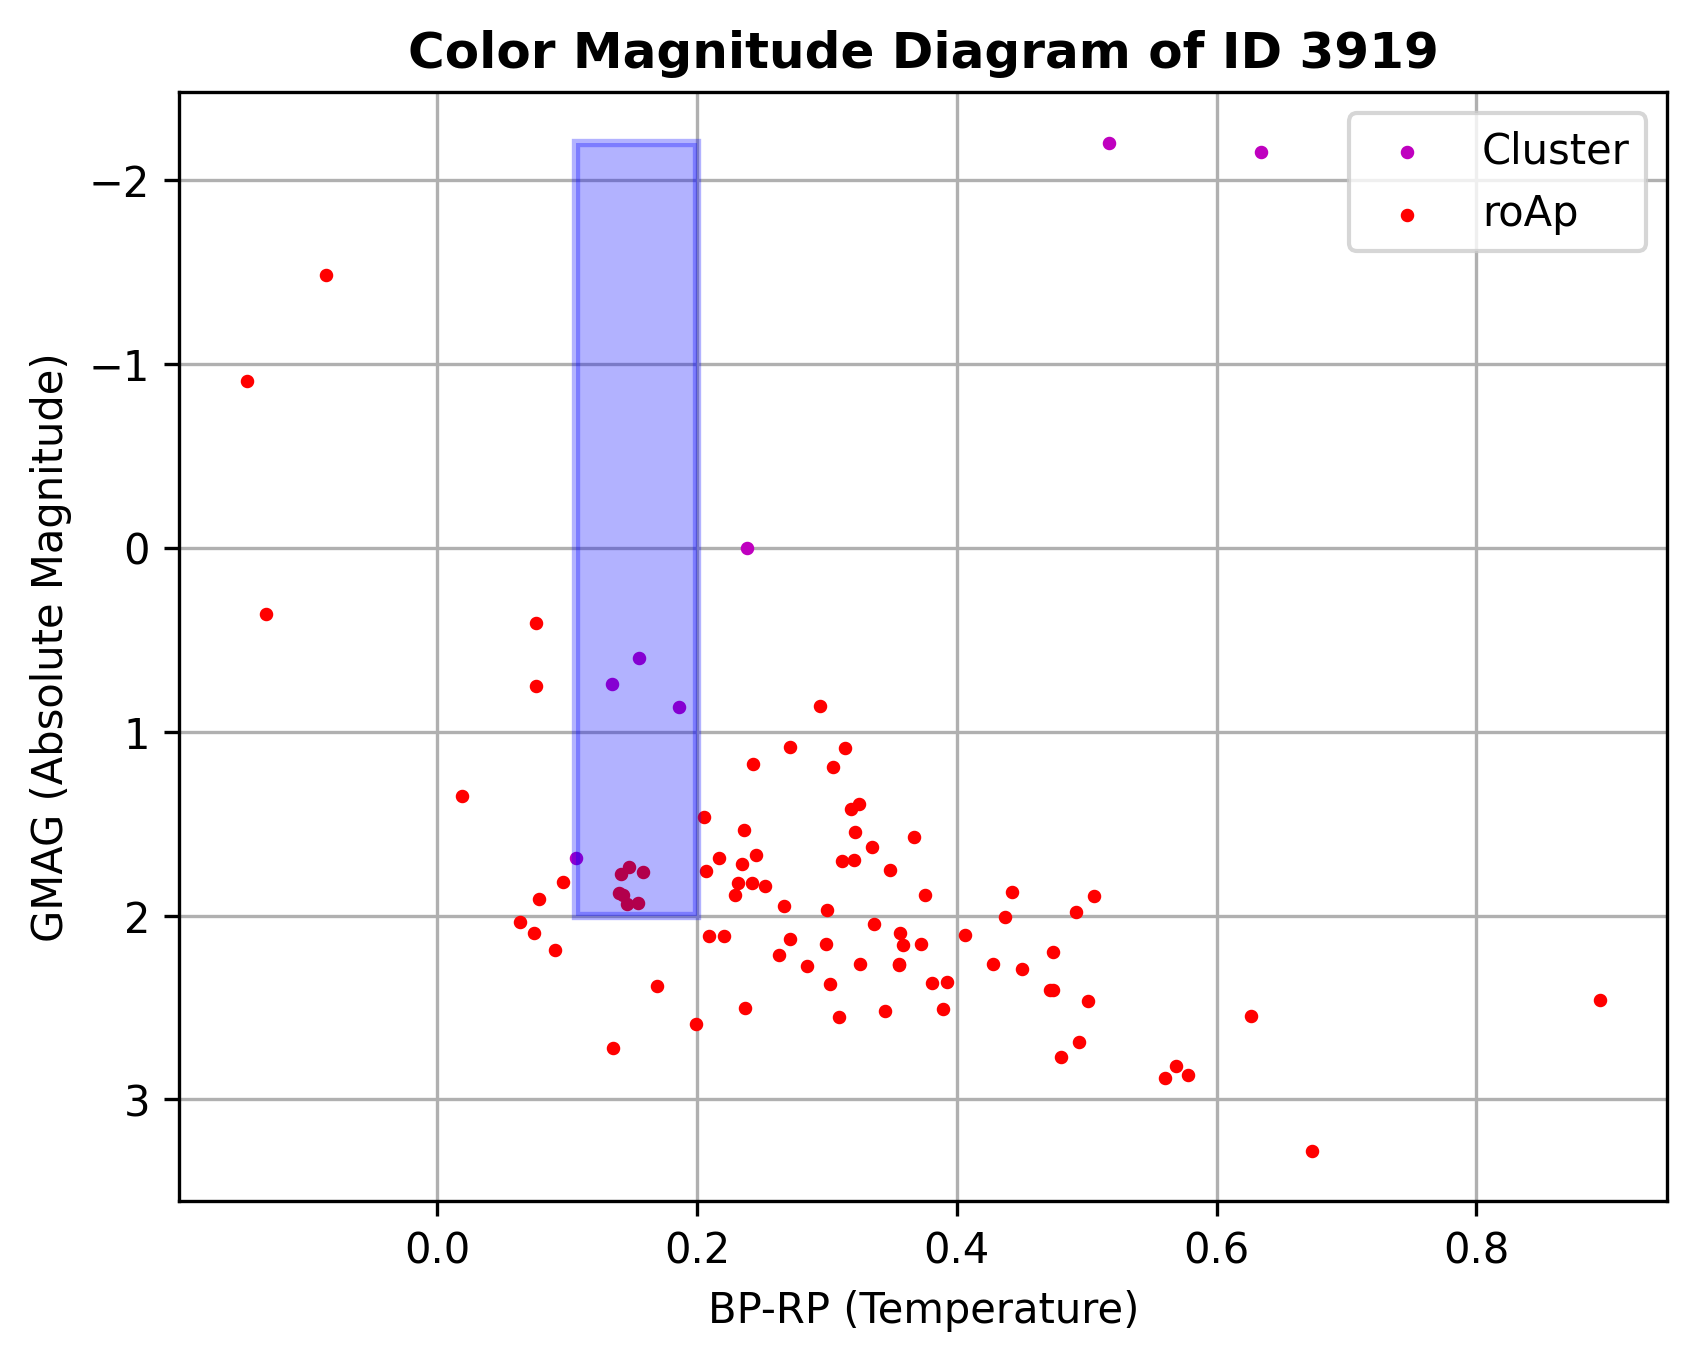 Color Magnitude Diagram of ID 3919
Cluster
roAp
GMAG (Absolute Magnitude)
−2
−1
0
1
2
3
0.0 0.2 0.4 0.6 0.8
BP-RP (Temperature)